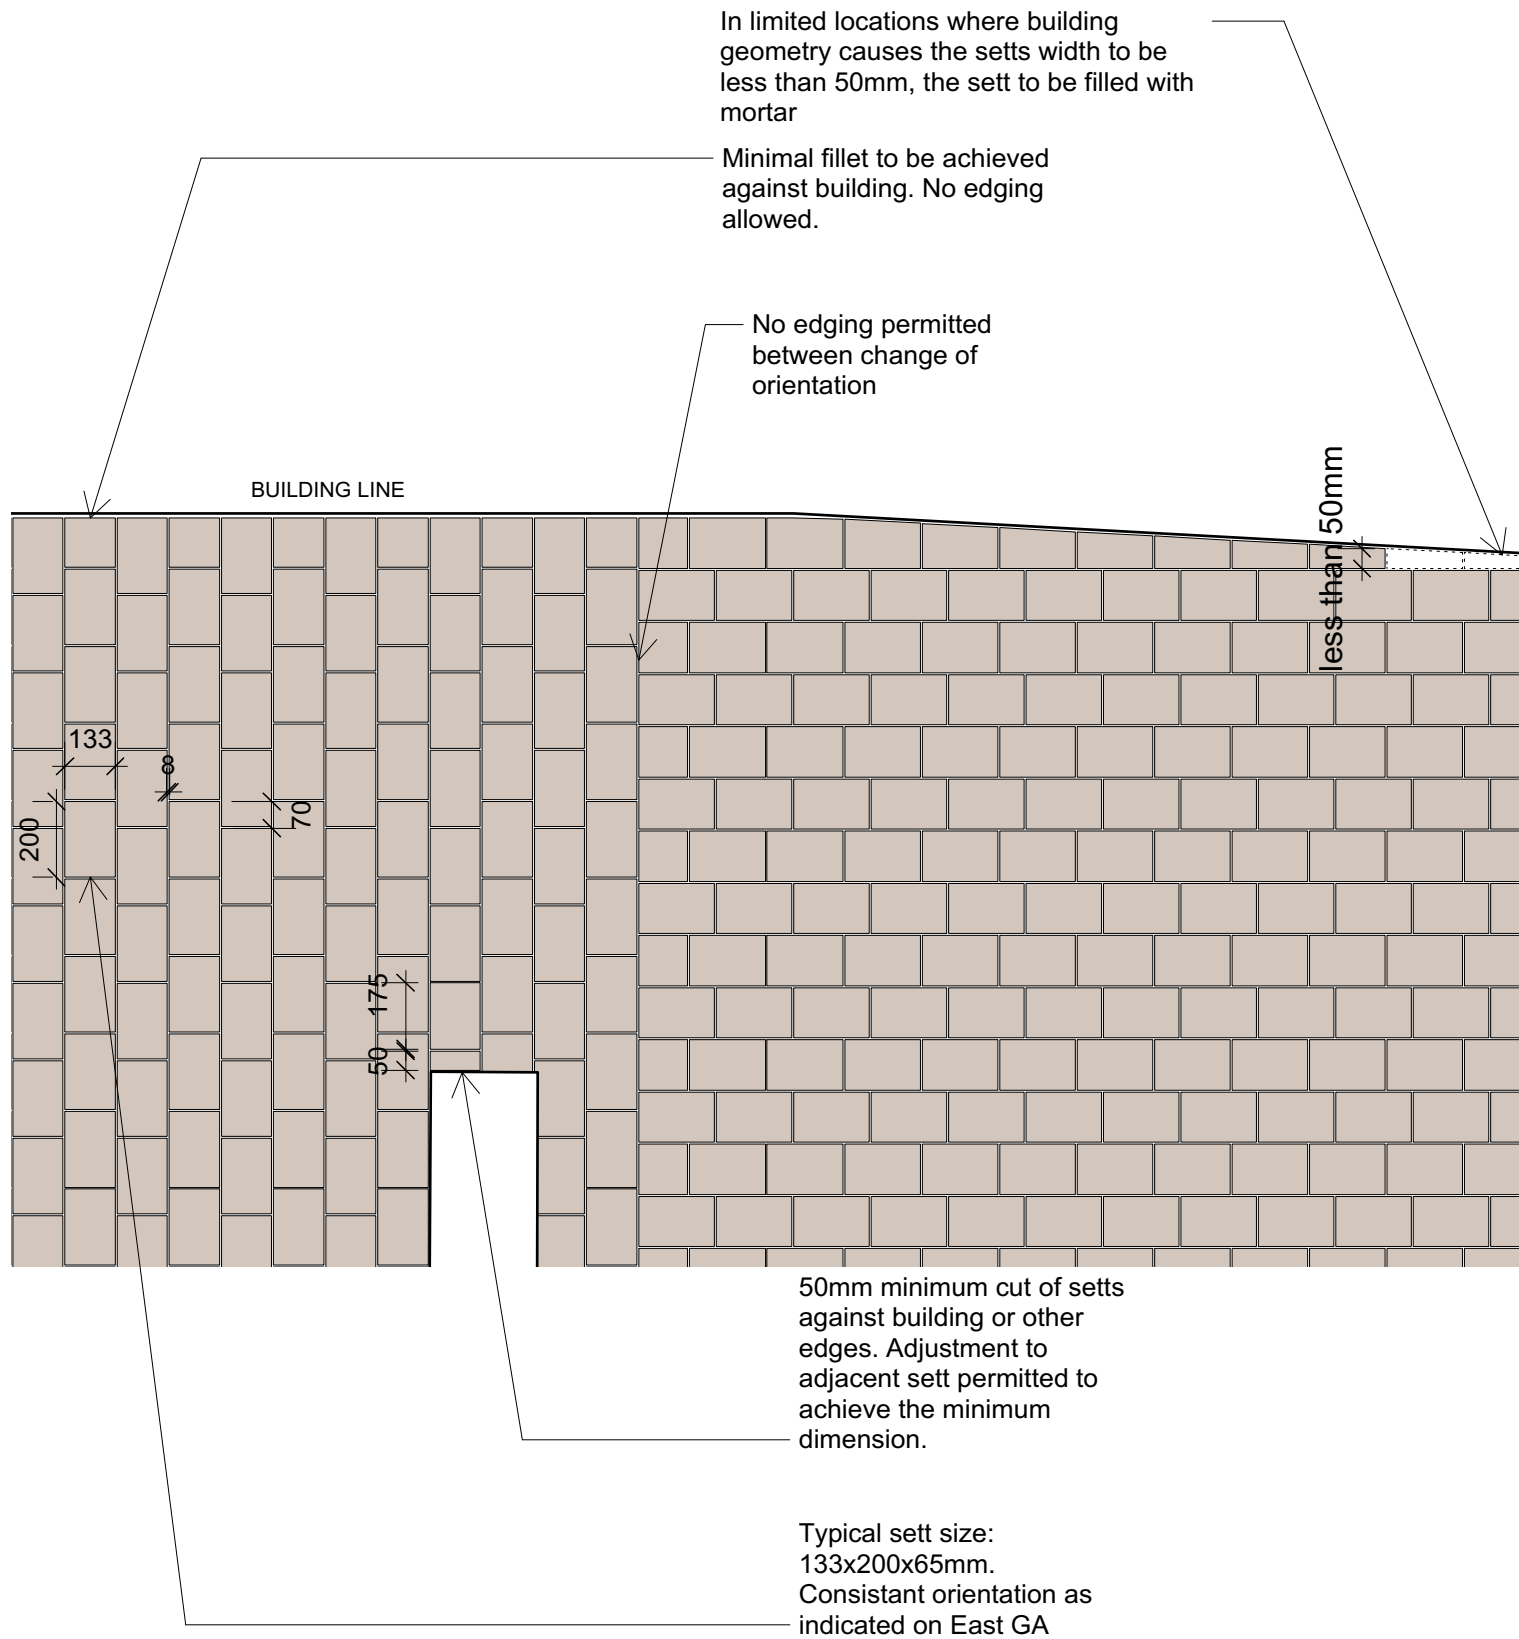 In limited locations where building
geometry causes the setts width to be
less than 50mm, the sett to be filled with
mortar
Minimal fillet to be achieved
against building. No edging
allowed.
No edging permitted
between change of
orientation
BUILDING LINE
less than 50mm
133
8
200
70
175
50
50mm minimum cut of setts
against building or other
edges. Adjustment to
adjacent sett permitted to
achieve the minimum
dimension.
Typical sett size:
133x200x65mm.
Consistant orientation as
indicated on East GA